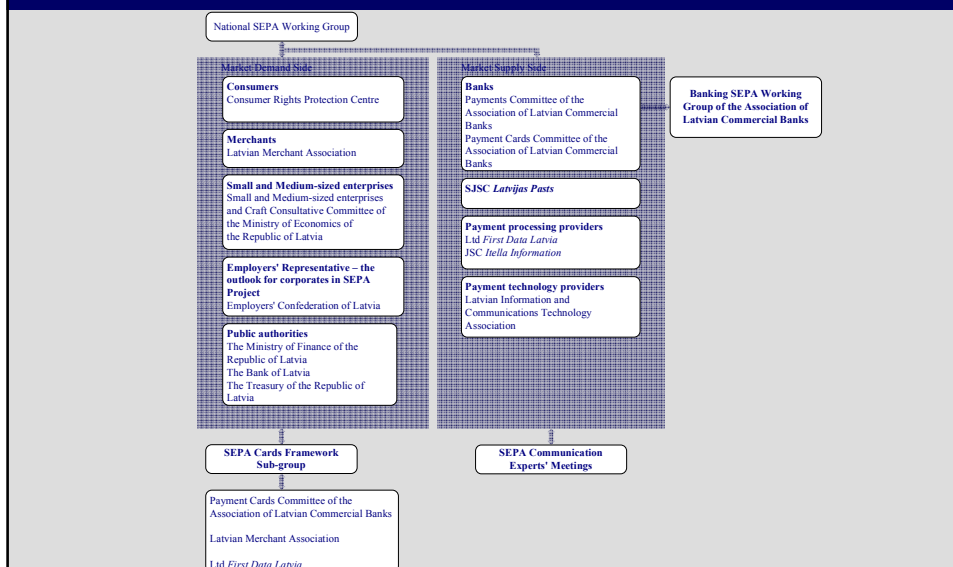 National SEPA Working Group
Market Demand Side
Consumers
Consumer Rights Protection Centre
Merchants
Latvian Merchant Association
Small and Medium-sized enterprises
Small and Medium-sized enterprises
and Craft Consultative Committee of
the Ministry of Economics of
the Republic of Latvia
Employers' Representative – the
outlook for corporates in SEPA
Project
Employers' Confederation of Latvia
Public authorities
The Ministry of Finance of the
Republic of Latvia
The Bank of Latvia
The Treasury of the Republic of
Latvia
Market Supply Side
Banks
Payments Committee of the
Association of Latvian Commercial
Banks
Payment Cards Committee of the
Association of Latvian Commercial
Banks
SJSC Latvijas Pasts
Payment processing providers
Ltd First Data Latvia
JSC Itella Information
Payment technology providers
Latvian Information and
Communications Technology
Association
Banking SEPA Working
Group of the Association of
Latvian Commercial Banks
SEPA Cards Framework
Sub-group
SEPA Communication
Experts' Meetings
Payment Cards Committee of the
Association of Latvian Commercial Banks
Latvian Merchant Association
Ltd First Data Latvia